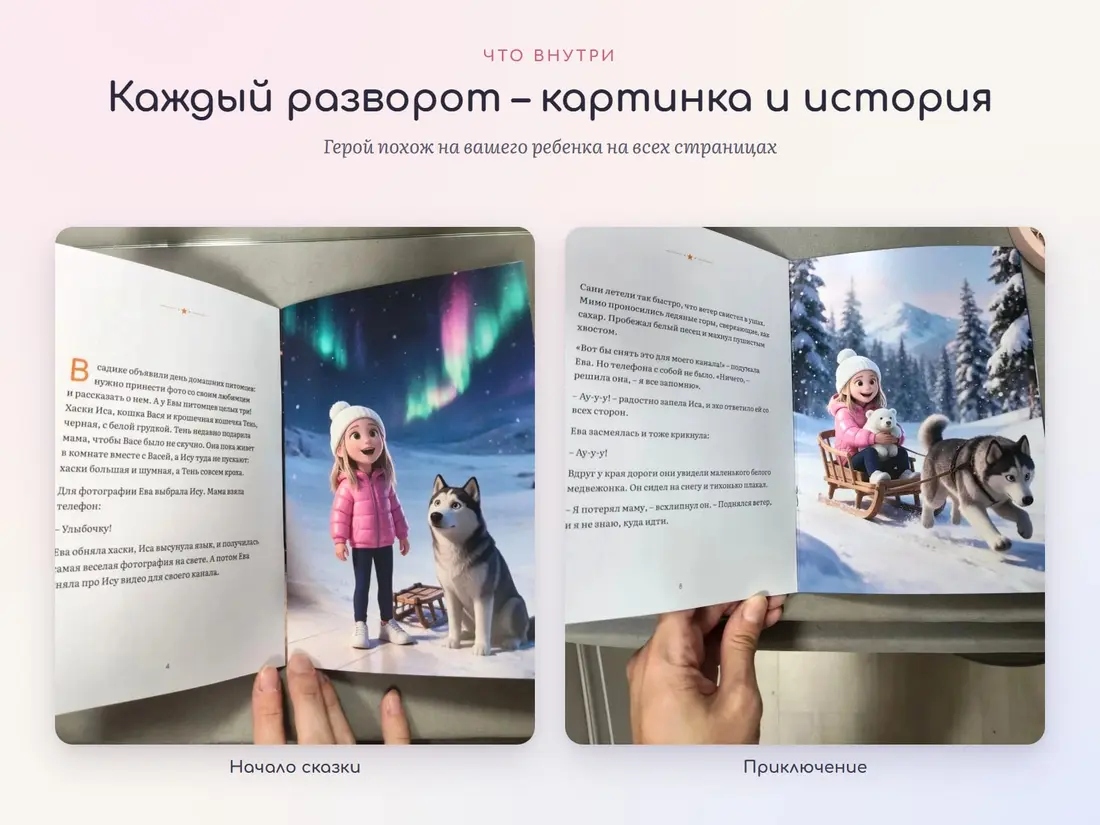 ЧТО ВНУТРИ
Каждый разворот – картинка и история
Герой похож на вашего ребенка на всех страницах
В садике объявили день домашних питомцев:
нужно принести фото со своим любимцем
и рассказать о нем. А у Евы питомцев целых три!
Хаски Иса, кошка Вася и крошечная кошечка Тень,
черная, с белой грудкой. Тень недавно подарила
мама, чтобы Васе было не скучно. Она пока живет
в комнате вместе с Васей, а Ису туда не пускают:
хаски большая и шумная, а Тень совсем кроха.
Для фотографии Ева выбрала Ису. Мама взяла
телефон:
– Улыбочку!
Ева обняла хаски, Иса высунула язык, и получилась
самая веселая фотография на свете. А потом Ева
няла про Ису видео для своего канала.
4
Сани летели так быстро, что ветер свистел в ушах.
Мимо проносились ледяные горы, сверкающие, как
сахар. Пробежал белый песец и махнул пушистым
хвостом.
«Вот бы снять это для моего канала!» – подумала
Ева. Но телефона с собой не было. «Ничего, –
решила она, – я все запомню».
– Ау-у-у! – радостно запела Иса, и эхо ответило ей со
всех сторон.
Ева засмеялась и тоже крикнула:
– Ау-у-у!
Вдруг у края дороги они увидели маленького белого
медвежонка. Он сидел на снегу и тихонько плакал.
– Я потерял маму, – всхлипнул он. – Поднялся ветер,
и я не знаю, куда идти.
6
Начало сказки
Приключение